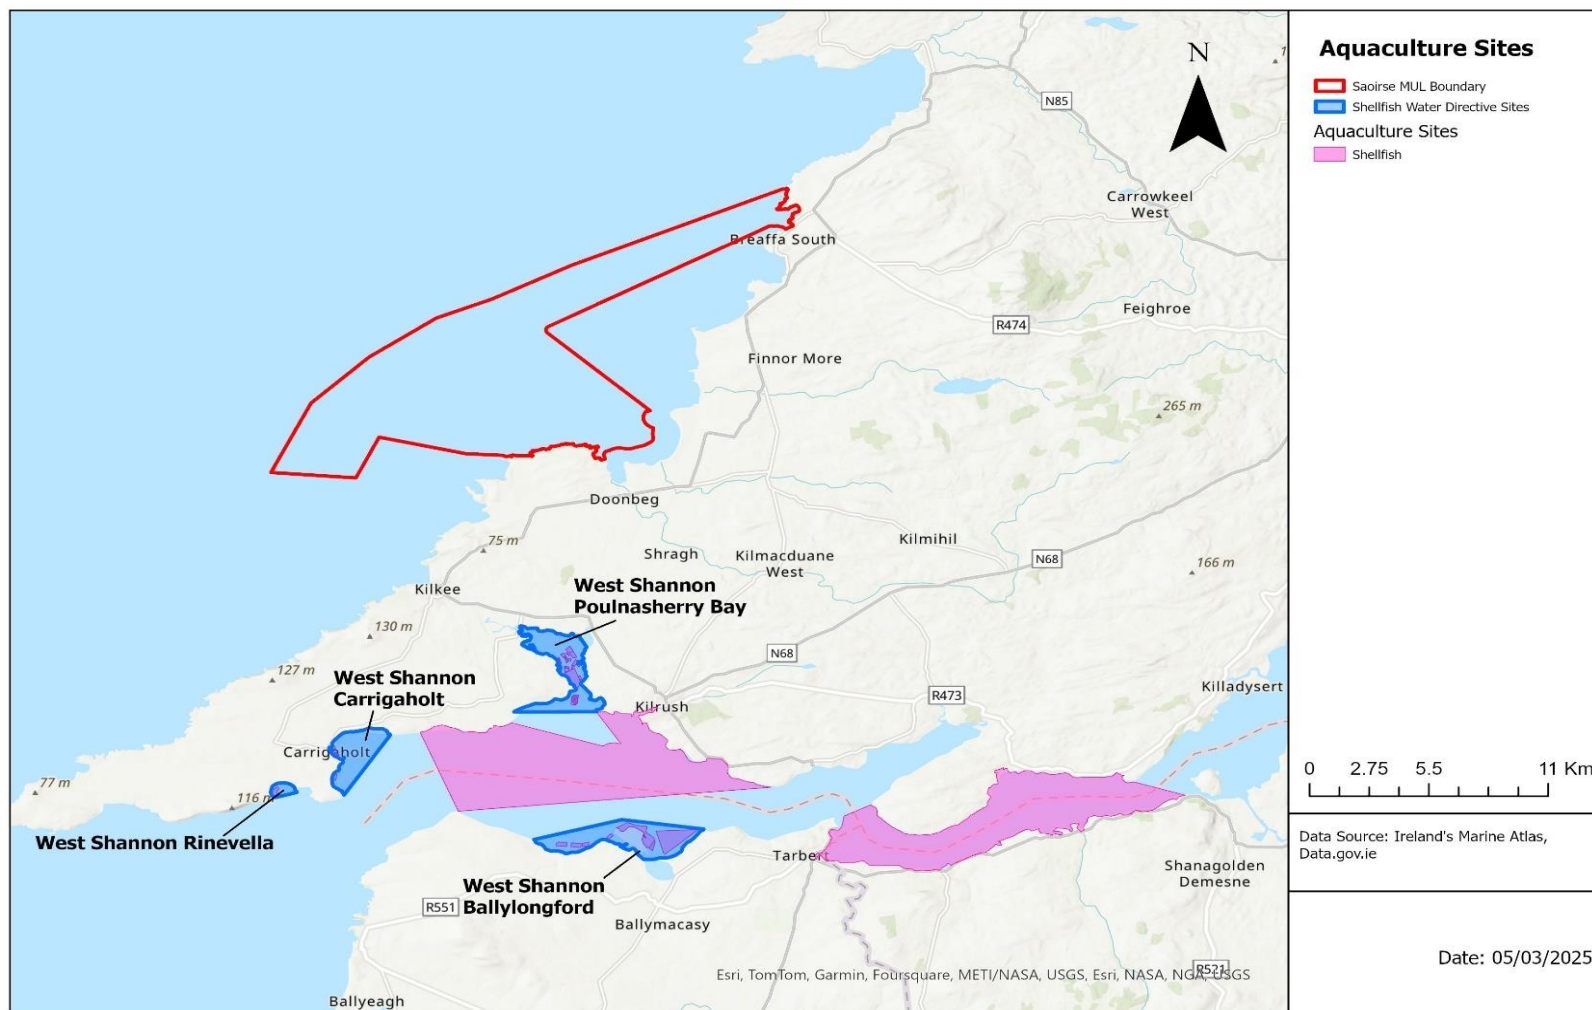 N
N85
Carrowkeel
West
Breaffa South
Feighroe
R474
Finnor More
265 m
Doonbeg
Kilmihil
75 m
Shragh
Kilmacduane
West
N68
166 m
Kilkee
West Shannon
Poulnasherry Bay
130 m
N68
127 m
West Shannon
Carrigaholt
Killadysert
R473
Kilrush
Carrigaholt
77 m
116 m
West Shannon Rinevella
Tarbert
Shanagolden
Demesne
West Shannon
Ballylongford
R551
Ballymacasy
R521
Esri, TomTom, Garmin, Foursquare, METI/NASA, USGS, Esri, NASA, NGA, USGS
Ballyeagh
Aquaculture Sites
Saoirse MUL Boundary
Shellfish Water Directive Sites
Aquaculture Sites
Shellfish
0 2.75 5.5 11 Km
Data Source: Ireland's Marine Atlas,
Data.gov.ie
Date: 05/03/2025